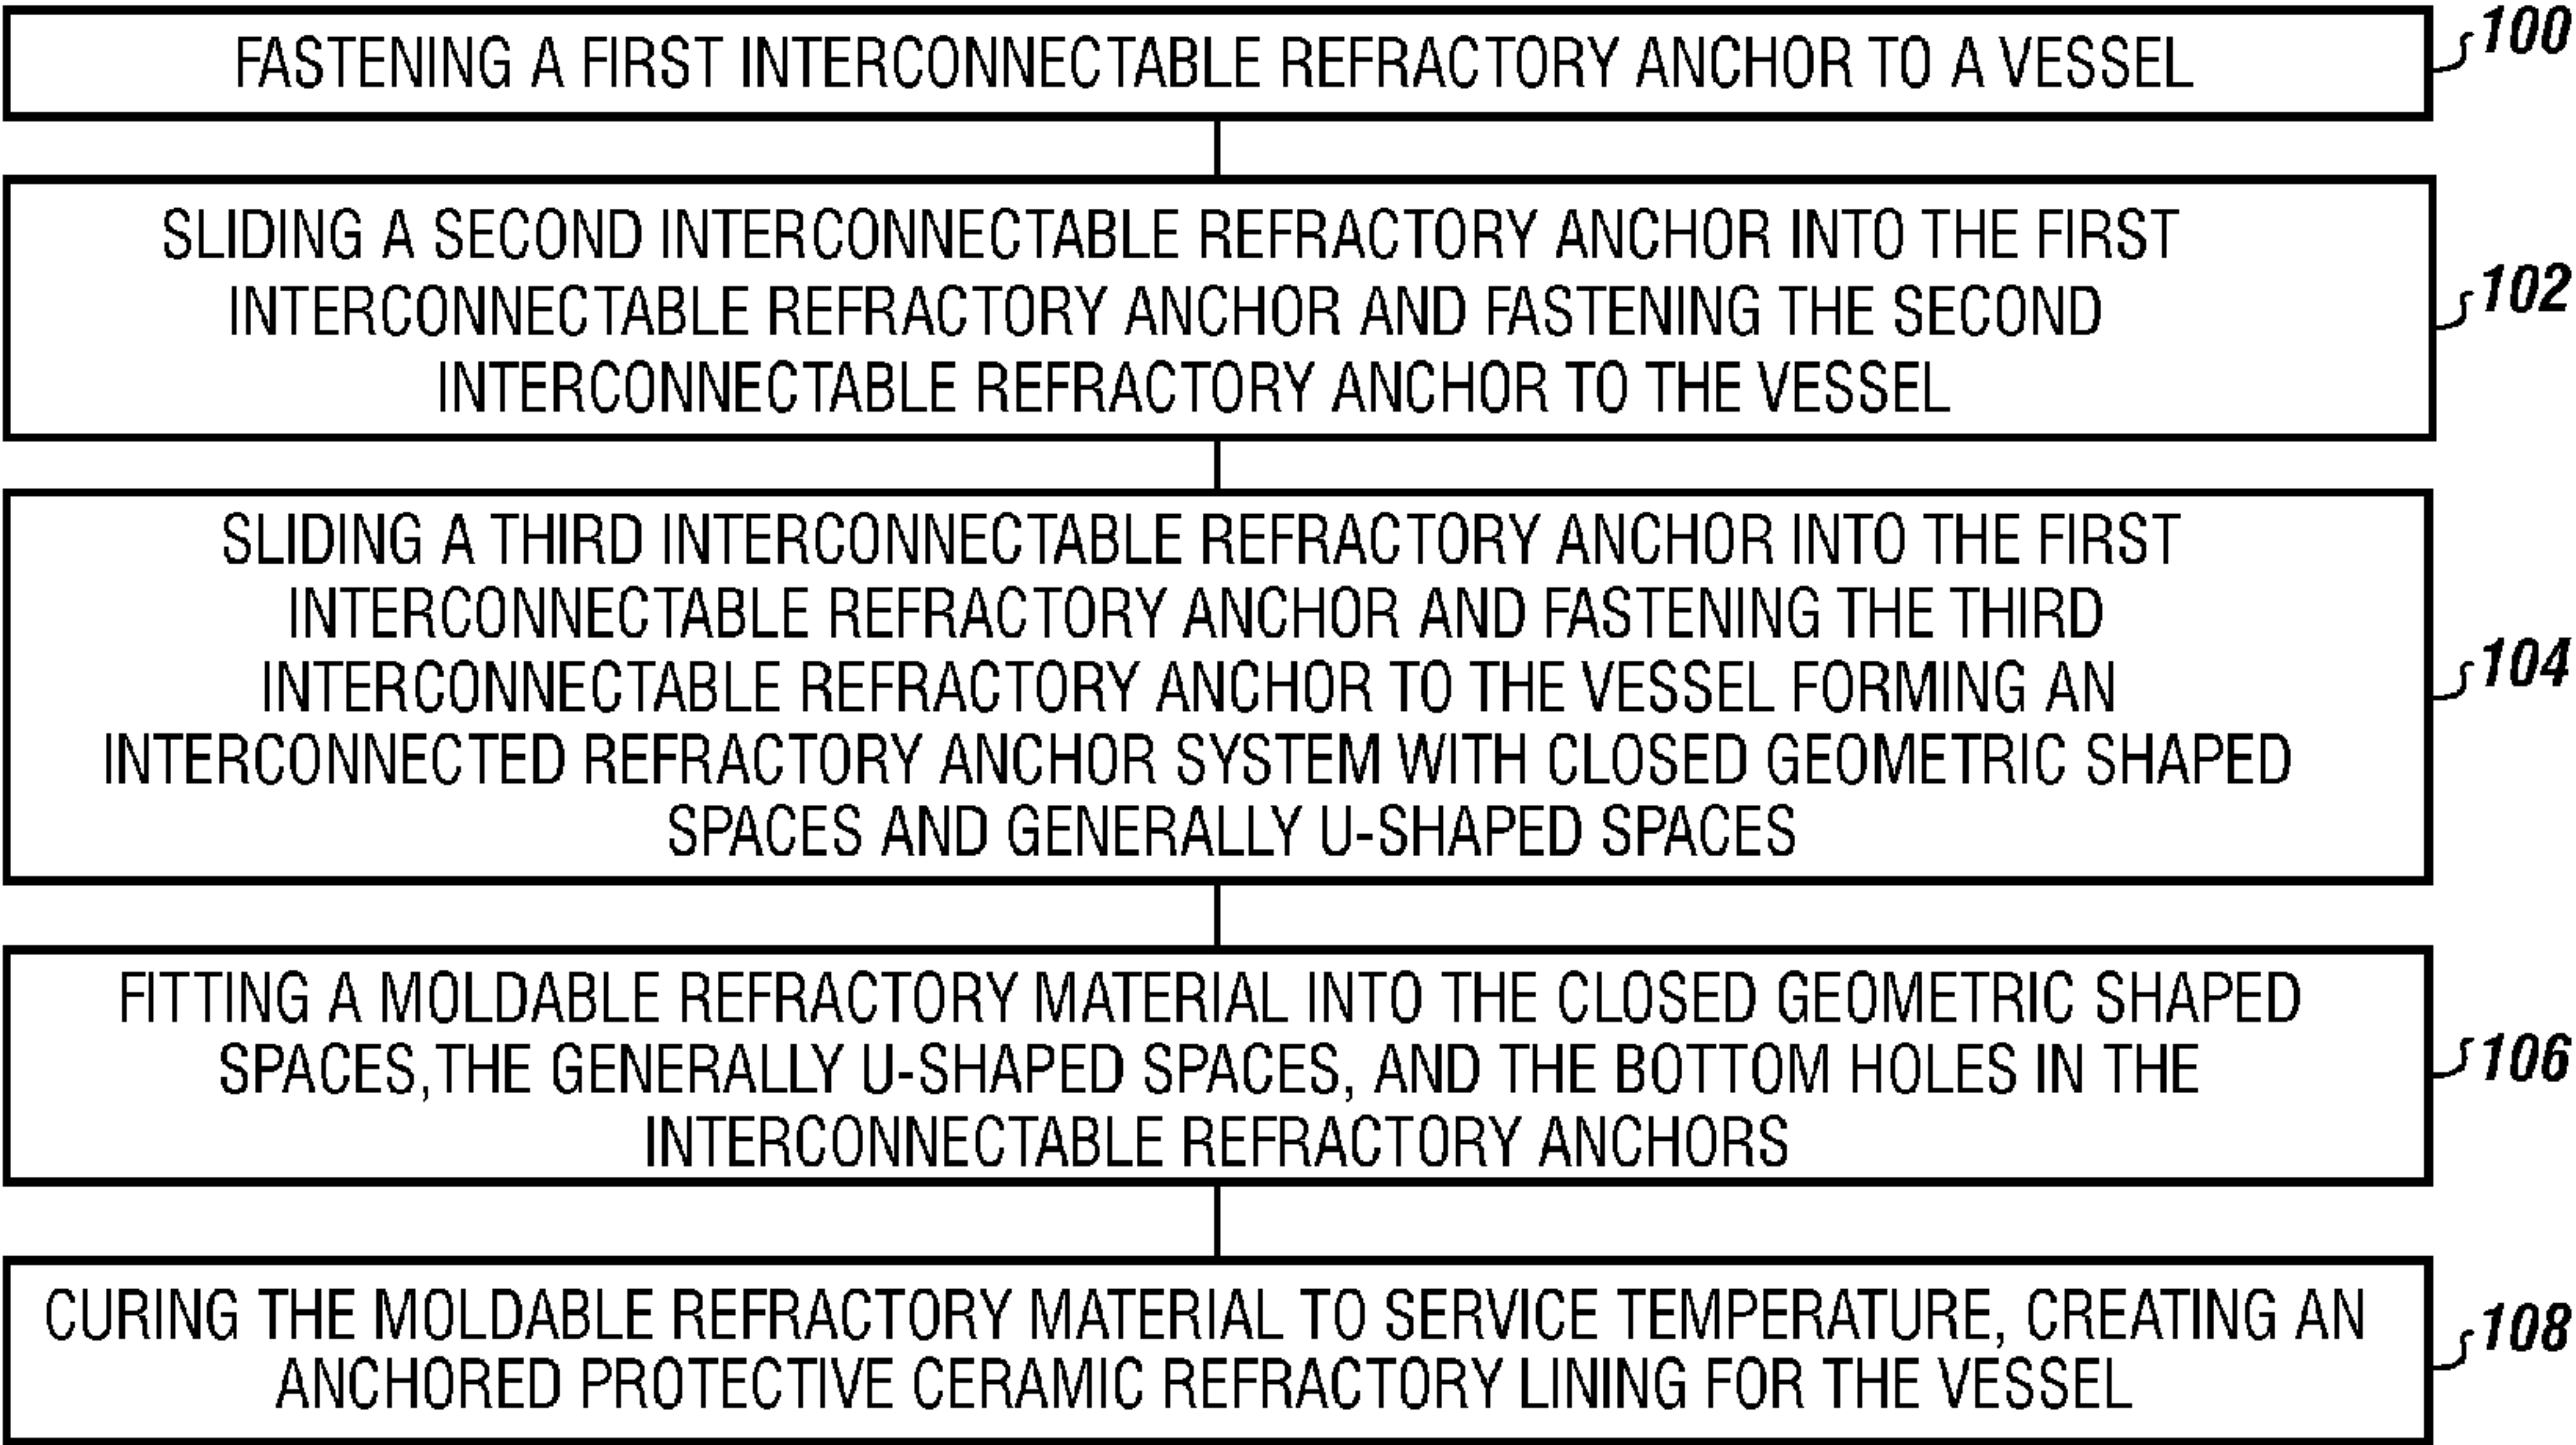 FASTENING A FIRST INTERCONNECTABLE REFRACTORY ANCHOR TO A VESSEL
100
SLIDING A SECOND INTERCONNECTABLE REFRACTORY ANCHOR INTO THE FIRST
INTERCONNECTABLE REFRACTORY ANCHOR AND FASTENING THE SECOND
INTERCONNECTABLE REFRACTORY ANCHOR TO THE VESSEL
102
SLIDING A THIRD INTERCONNECTABLE REFRACTORY ANCHOR INTO THE FIRST
INTERCONNECTABLE REFRACTORY ANCHOR AND FASTENING THE THIRD
INTERCONNECTABLE REFRACTORY ANCHOR TO THE VESSEL FORMING AN
INTERCONNECTED REFRACTORY ANCHOR SYSTEM WITH CLOSED GEOMETRIC SHAPED
SPACES AND GENERALLY U-SHAPED SPACES
104
FITTING A MOLDABLE REFRACTORY MATERIAL INTO THE CLOSED GEOMETRIC SHAPED
SPACES,THE GENERALLY U-SHAPED SPACES, AND THE BOTTOM HOLES IN THE
INTERCONNECTABLE REFRACTORY ANCHORS
106
CURING THE MOLDABLE REFRACTORY MATERIAL TO SERVICE TEMPERATURE, CREATING AN
ANCHORED PROTECTIVE CERAMIC REFRACTORY LINING FOR THE VESSEL
108